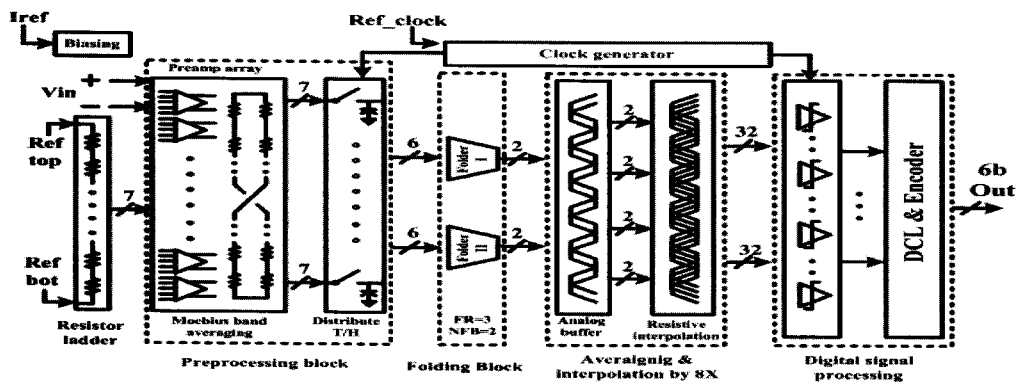 Iref
Biasing
Ref_clock
Clock generator
Vin
+
−
Preamp array
7
7
6
6
Ref
top
7
Ref
bot
Resistor
ladder
Moebius band
averaging
Distribute
T/H
Preprocessing block
Folder
I
Folder
II
2
2
FR=3
NFB=2
Folding Block
2
2
2
2
Analog
buffer
Resistive
interpolation
Averaignig &
interpolation by 8X
32
32
DCL & Encoder
6b
Out
Digital signal
processing